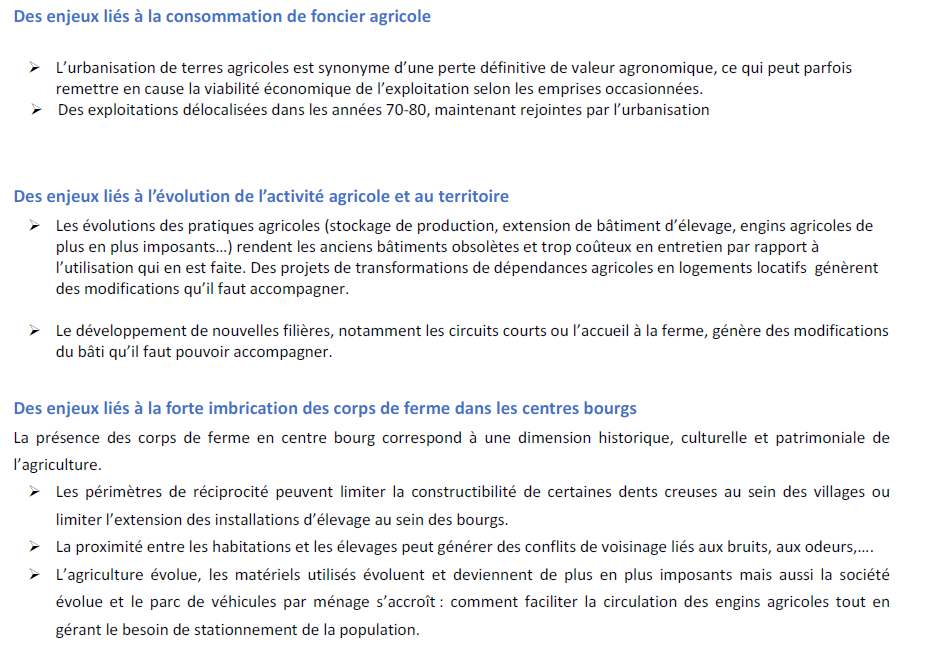 Des enjeux liés à la consommation de foncier agricole
➢ L’urbanisation de terres agricoles est synonyme d’une perte définitive de valeur agronomique, ce qui peut parfois
remettre en cause la viabilité économique de l’exploitation selon les emprises occasionnées.
➢ Des exploitations délocalisées dans les années 70-80, maintenant rejointes par l’urbanisation
Des enjeux liés à l’évolution de l’activité agricole et au territoire
➢ Les évolutions des pratiques agricoles (stockage de production, extension de bâtiment d’élevage, engins agricoles de
plus en plus imposants…) rendent les anciens bâtiments obsolètes et trop coûteux en entretien par rapport à
l’utilisation qui en est faite. Des projets de transformations de dépendances agricoles en logements locatifs génèrent
des modifications qu’il faut accompagner.
➢ Le développement de nouvelles filières, notamment les circuits courts ou l’accueil à la ferme, génère des modifications
du bâti qu’il faut pouvoir accompagner.
Des enjeux liés à la forte imbrication des corps de ferme dans les centres bourgs
La présence des corps de ferme en centre bourg correspond à une dimension historique, culturelle et patrimoniale de
l’agriculture.
➢ Les périmètres de réciprocité peuvent limiter la constructibilité de certaines dents creuses au sein des villages ou
limiter l’extension des installations d’élevage au sein des bourgs.
➢ La proximité entre les habitations et les élevages peut générer des conflits de voisinage liés aux bruits, aux odeurs,….
➢ L’agriculture évolue, les matériels utilisés évoluent et deviennent de plus en plus imposants mais aussi la société
évolue et le parc de véhicules par ménage s’accroît : comment faciliter la circulation des engins agricoles tout en
gérant le besoin de stationnement de la population.